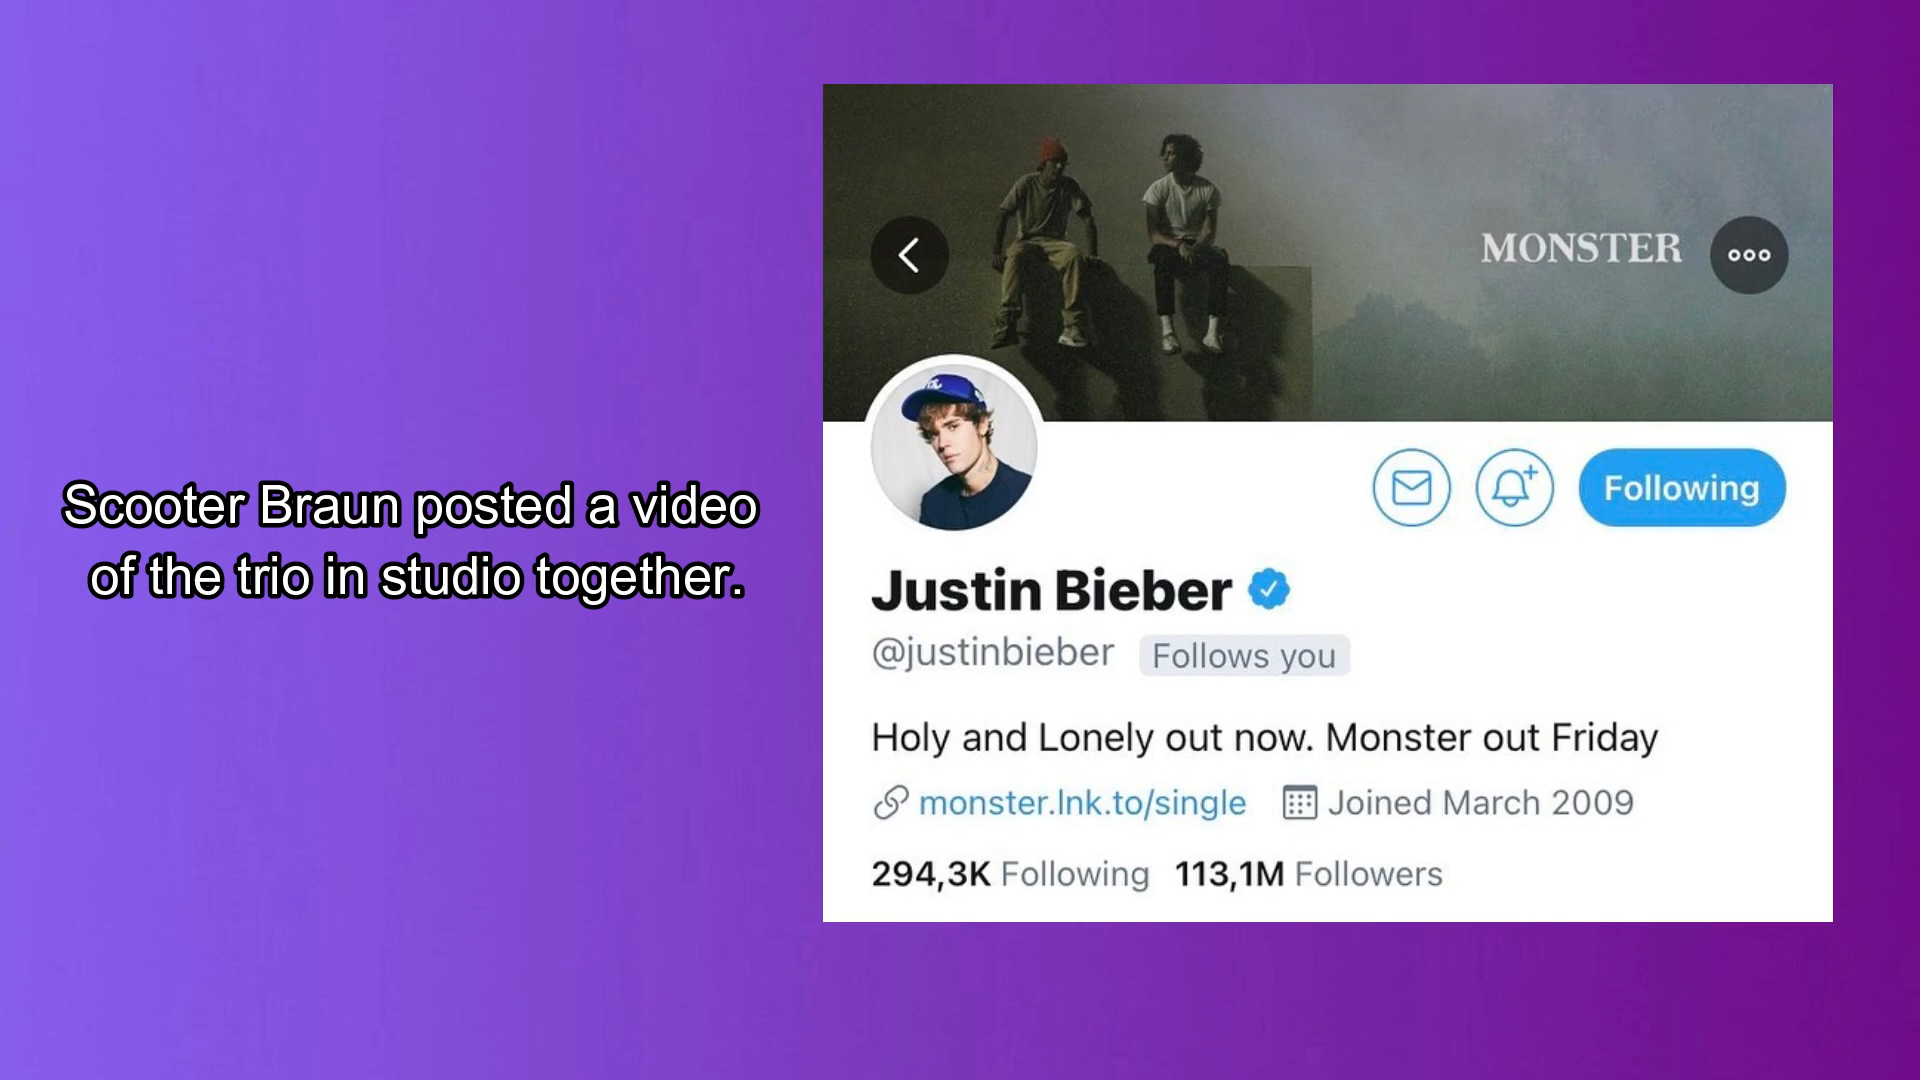 Scooter Braun posted a video
of the trio in studio together.
MONSTER
Following
Justin Bieber
@justinbieber Follows you
Holy and Lonely out now. Monster out Friday
monster.lnk.to/single Joined March 2009
294,3K Following 113,1M Followers